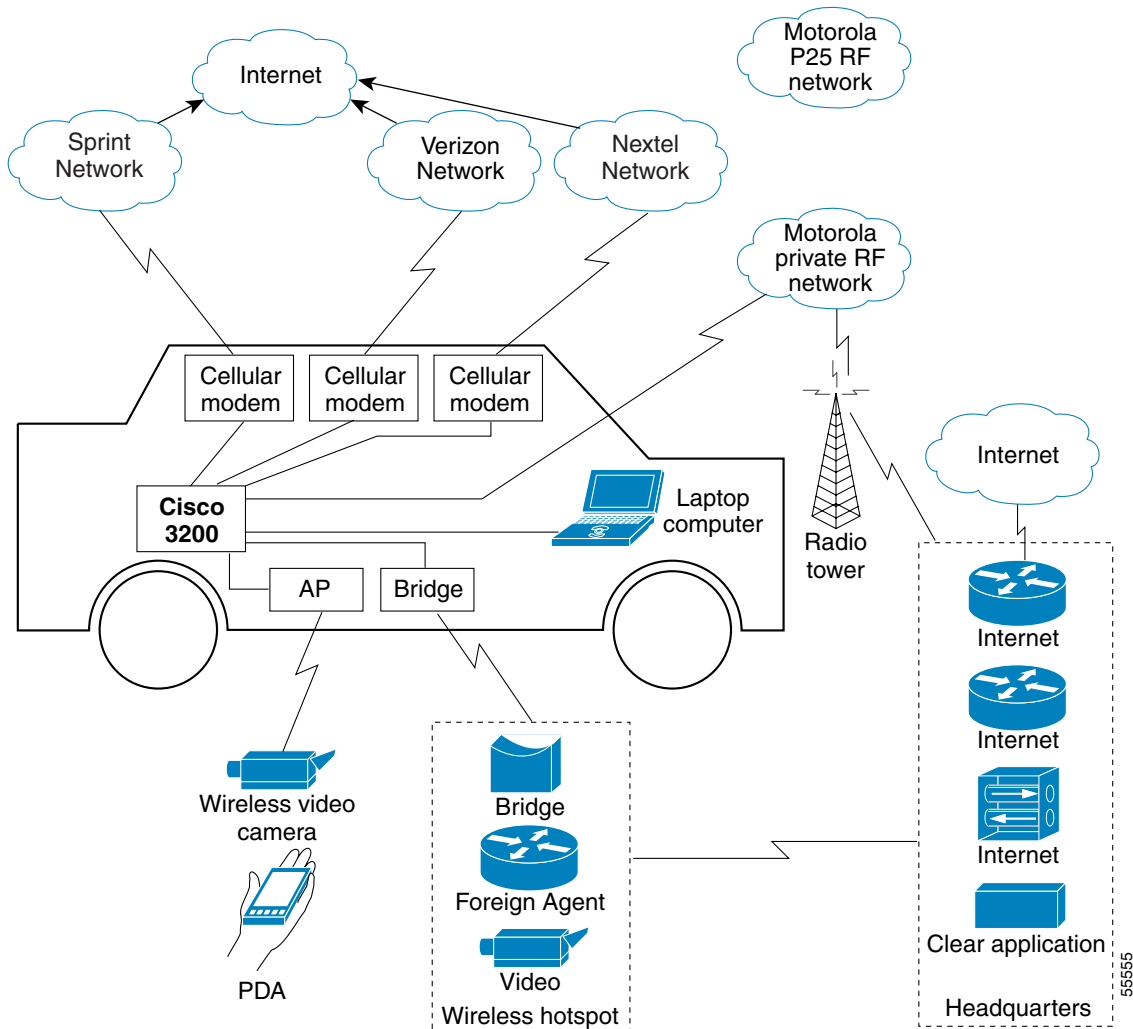 Motorola
P25 RF
network
Internet
Sprint
Network
Verizon
Network
Nextel
Network
Motorola
private RF
network
Cellular
modem
Cellular
modem
Cellular
modem
Internet
Cisco
3200
Laptop
computer
Radio
tower
AP
Bridge
Internet
Internet
Wireless video
camera
Bridge
Internet
Foreign Agent
Clear application
PDA
Video
Wireless hotspot
Headquarters
55555